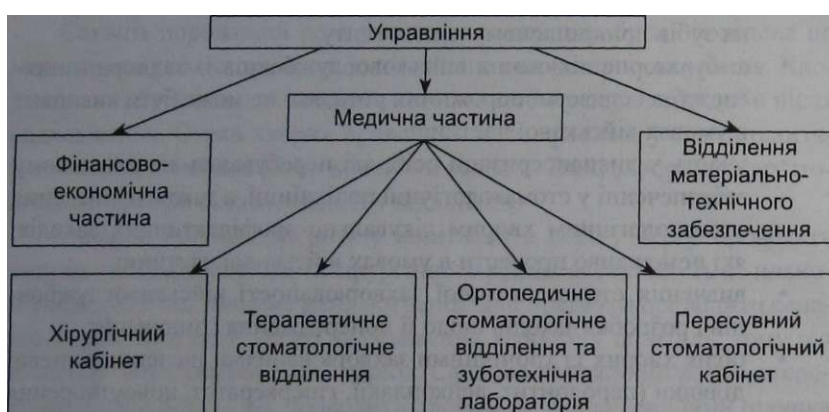 Управління
Медична частина
Фінансово-
економічна
частина
Відділення
матеріально-
технічного
забезпечення
Хірургічний
кабінет
Терапевтичне
стоматологічне
відділення
Ортопедичне
стоматологічне
відділення та
зуботехнічна
лабораторія
Пересувний
стоматологічний
кабінет